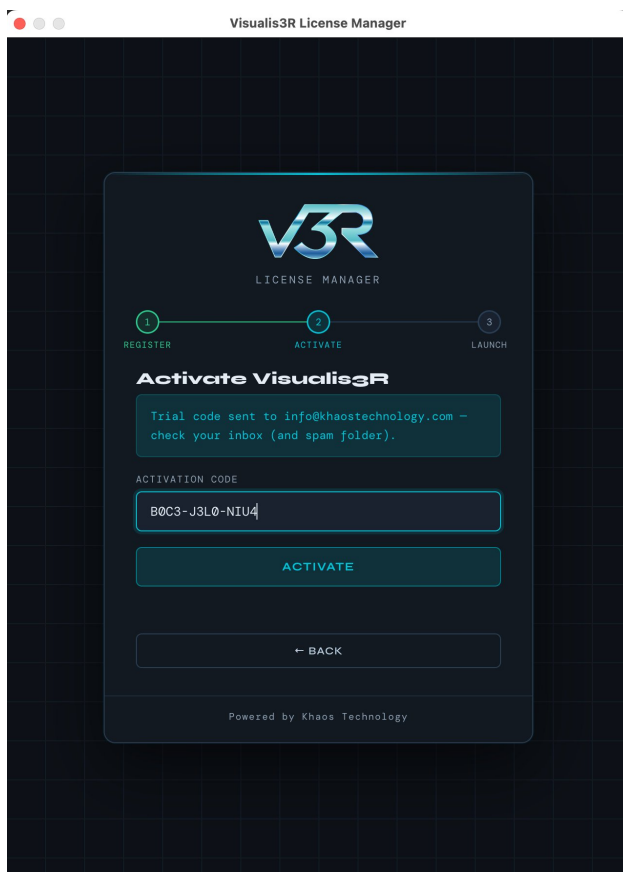 Visualis3R License Manager
V3R
LICENSE MANAGER
1
2
3
REGISTER
ACTIVATE
LAUNCH
Activate Visualis3R
Trial code sent to info@khaostechnology.com —
check your inbox (and spam folder).
ACTIVATION CODE
B0C3-J3L0-NIU4
ACTIVATE
← BACK
Powered by Khaos Technology